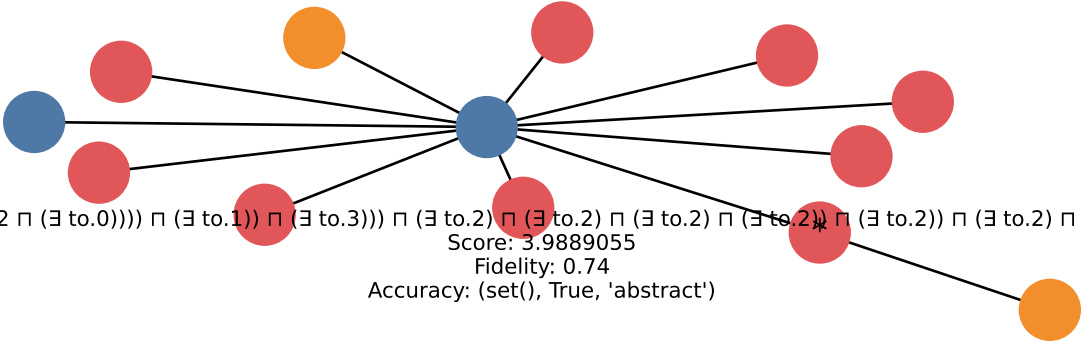 2 ⊓ (∃ to.0)))) ⊓ (∃ to.1)) ⊓ (∃ to.3))) ⊓ (∃ to.2) ⊓ (∃ to.2) ⊓ (∃ to.2) ⊓ (∃ to.2)) ⊓ (∃ to.2)) ⊓ (∃ to.2) ⊓
*
Score: 3.9889055
Fidelity: 0.74
Accuracy: (set(), True, 'abstract')